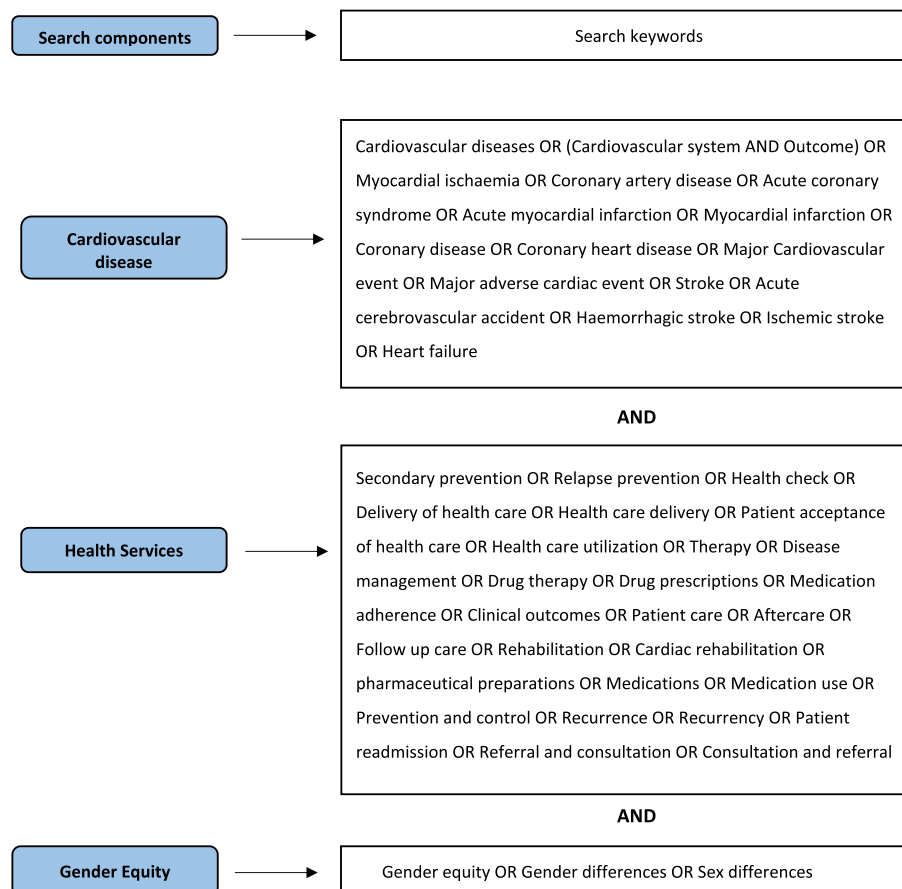 Search components
Search keywords
Cardiovascular
disease
Cardiovascular diseases OR (Cardiovascular system AND Outcome) OR
Myocardial ischaemia OR Coronary artery disease OR Acute coronary
syndrome OR Acute myocardial infarction OR Myocardial infarction OR
Coronary disease OR Coronary heart disease OR Major Cardiovascular
event OR Major adverse cardiac event OR Stroke OR Acute
cerebrovascular accident OR Haemorrhagic stroke OR Ischemic stroke
OR Heart failure
AND
Health Services
Secondary prevention OR Relapse prevention OR Health check OR
Delivery of health care OR Health care delivery OR Patient acceptance
of health care OR Health care utilization OR Therapy OR Disease
management OR Drug therapy OR Drug prescriptions OR Medication
adherence OR Clinical outcomes OR Patient care OR Aftercare OR
Follow up care OR Rehabilitation OR Cardiac rehabilitation OR
pharmaceutical preparations OR Medications OR Medication use OR
Prevention and control OR Recurrence OR Recurrency OR Patient
readmission OR Referral and consultation OR Consultation and referral
AND
Gender Equity
Gender equity OR Gender differences OR Sex differences